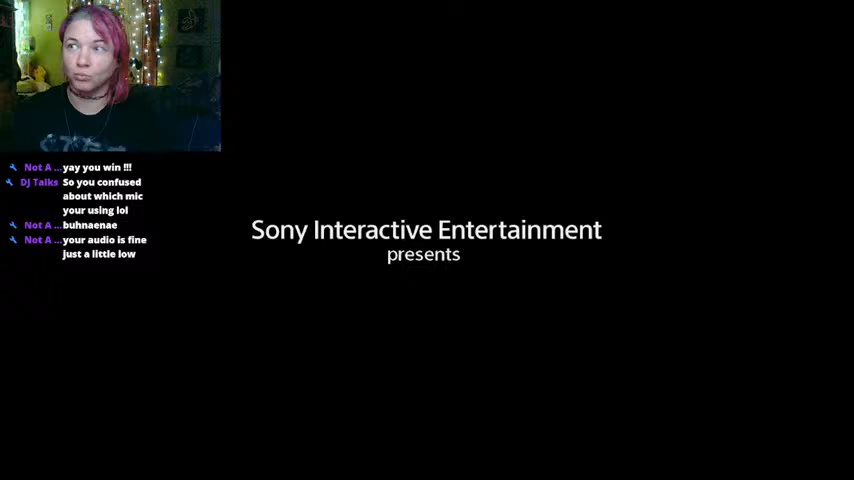 Not A ... yay you win !!!
DJ Talks So you confused
about which mic
your using lol
Not A ... buhnaenae
Not A ... your audio is fine
just a little low
Sony Interactive Entertainment
presents